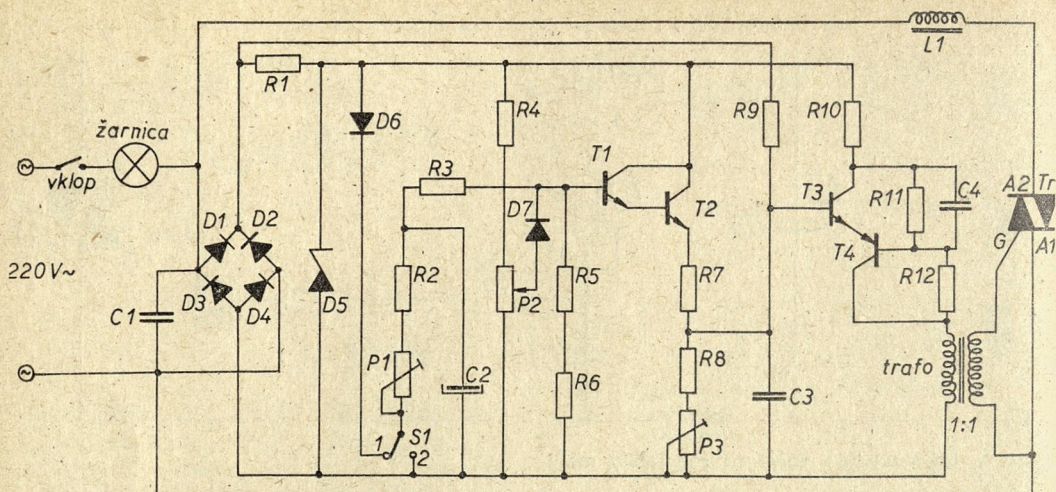 L1
R1
žarnica
vklop
D6
R4
R9
R10
R3
T1
D7
T2
T3
R11
C4
A2
Tr
D1
D2
T4
G
A1
220V~
D3
D4
C1
D5
R2
P2
R5
R7
R12
P1
C2
R6
R8
C3
trafo
1:1
1
S1
2
P3